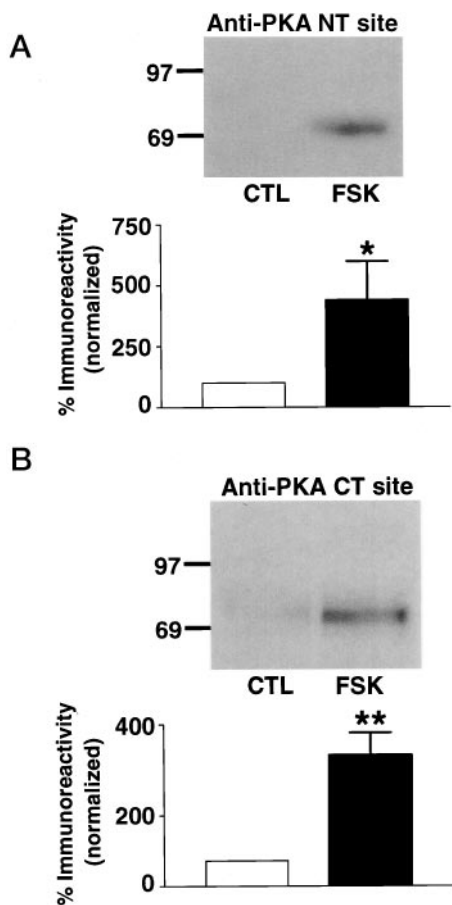 A
Anti-PKA NT site
97
69
CTL FSK
750
500
250
0
% Immunoreactivity
(normalized)
*
B
Anti-PKA CT site
97
69
CTL FSK
400
200
0
% Immunoreactivity
(normalized)
**